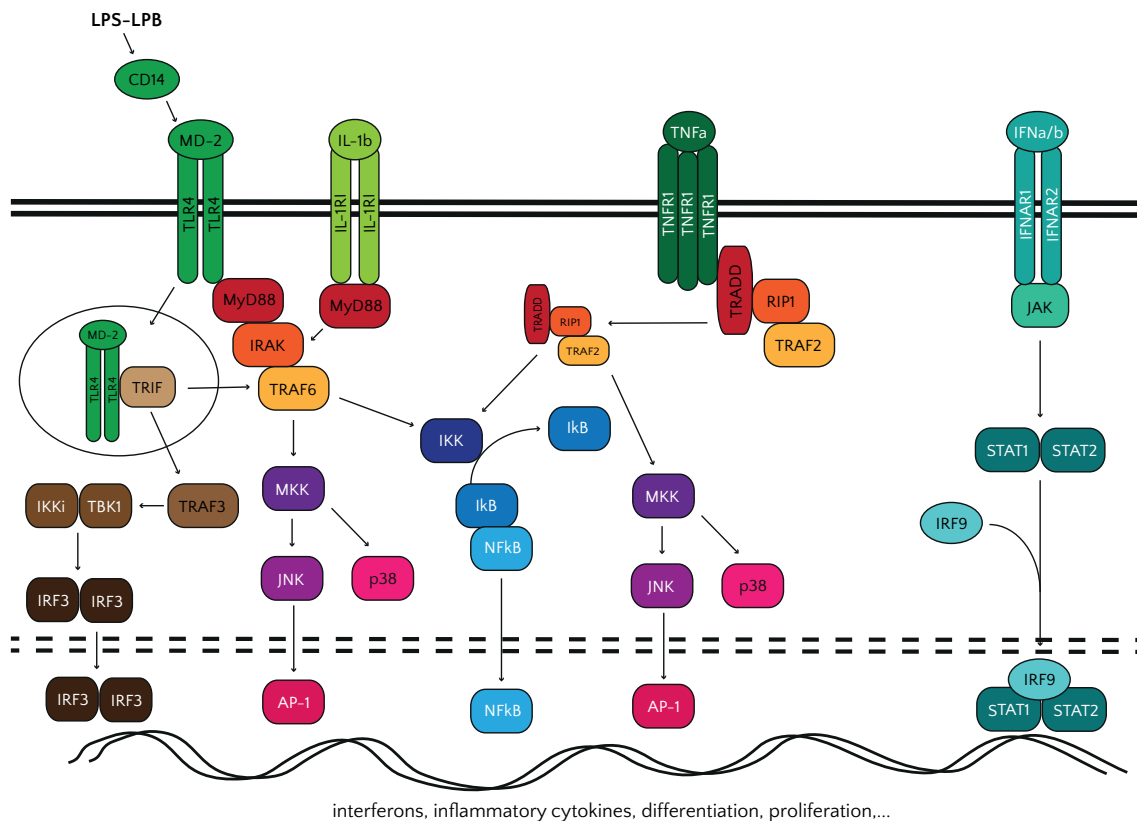 LPS-LPB
CD14
MD-2
IL-1b
TNFa
IFNa/b
TLR4
TLR4
IL-1RI
IL-1RI
TNFR1
TNFR1
TNFR1
IFNAR1
IFNAR2
MyD88
MyD88
TRADD
RIP1
TRAF2
JAK
TRADD
RIP1
TRAF2
MD-2
TLR4
TLR4
TRIF
IRAK
TRAF6
IKK
IkB
STAT1
STAT2
IKKi
TBK1
TRAF3
MKK
IkB
NFkB
MKK
IRF9
IRF3
IRF3
JNK
p38
JNK
p38
IRF3
IRF3
AP-1
NFkB
AP-1
IRF9
STAT1
STAT2
interferons, inflammatory cytokines, differentiation, proliferation,...